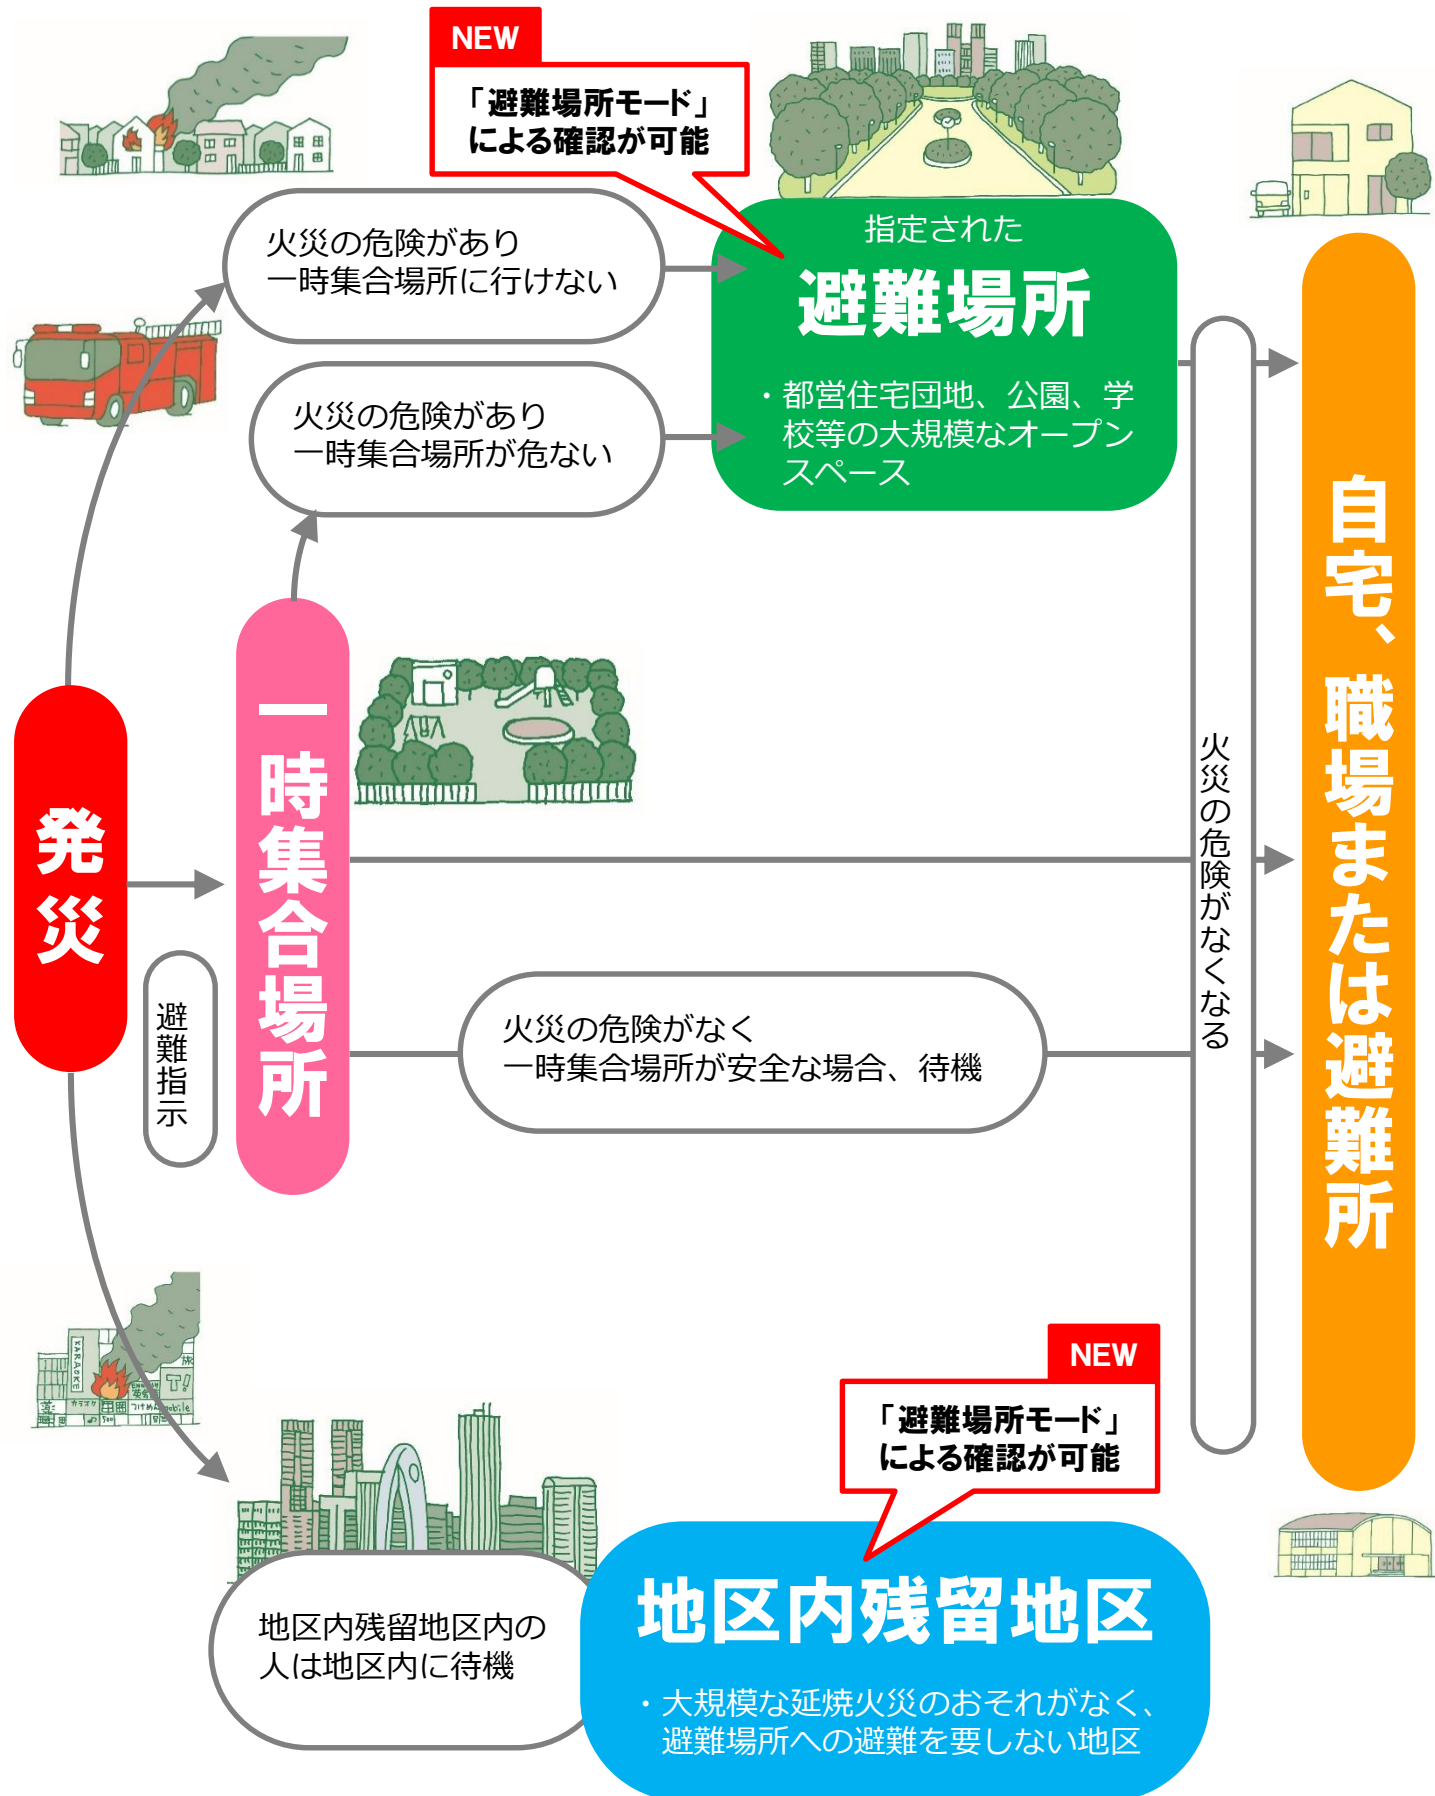 NEW
「避難場所モード」
による確認が可能
火災の危険があり
一時集合場所に行けない
指定された
避難場所
・都営住宅団地、公園、学
校等の大規模なオープン
スペース
火災の危険があり
一時集合場所が危ない
発災
避難指示
一時集合場所
火災の危険がなく
一時集合場所が安全な場合、待機
火災の危険がなくなる
自宅、職場または避難所
KARAOKE
カラオケ
NEW
「避難場所モード」
による確認が可能
地区内残留地区内の
人は地区内に待機
地区内残留地区
・大規模な延焼火災のおそれがなく、
避難場所への避難を要しない地区